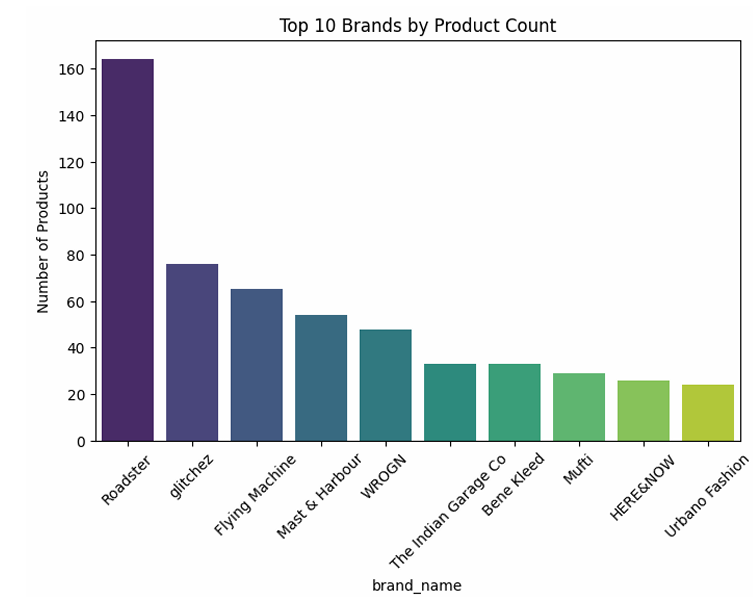 Top 10 Brands by Product Count
Number of Products
160
140
120
100
80
60
40
20
0
Roadster
glitchez
Flying Machine
Mast & Harbour
WROGN
The Indian Garage Co
Bene Kleed
Mufti
HERE&NOW
Urbano Fashion
brand_name